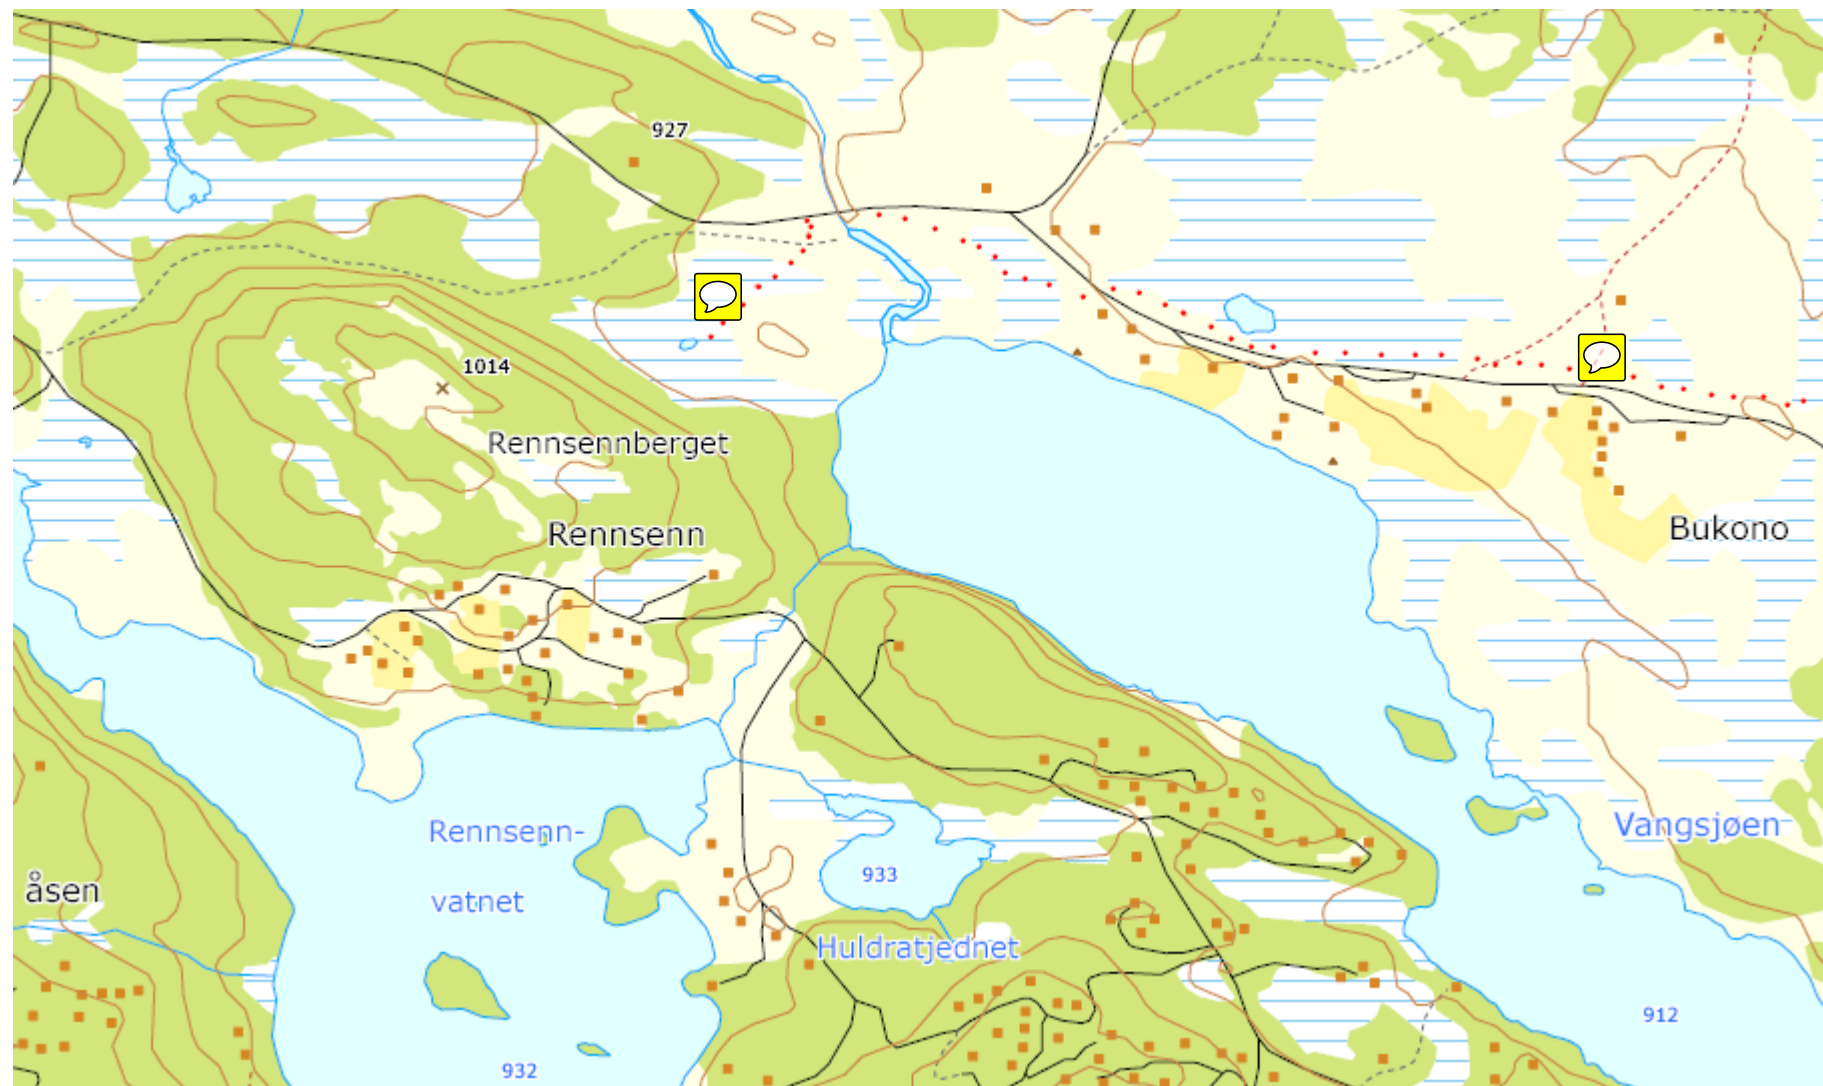 927
1014
Rennsennberget
Rennsenn
Bukono
Rennsenn-
vatnet
Vangsjøen
933
åsen
Huldratjednet
912
932